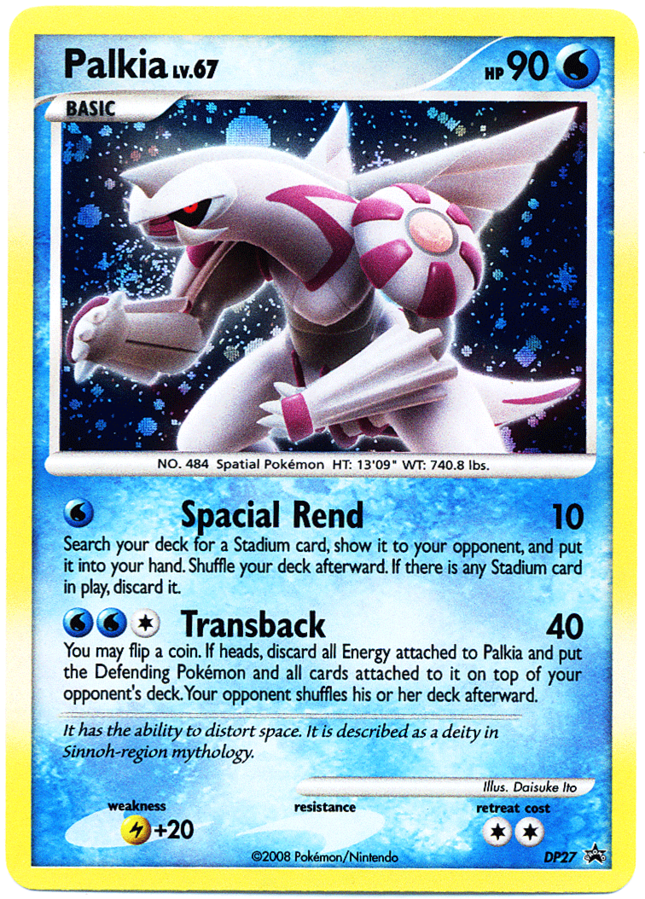 Palkia LV.67 HP 90
BASIC
NO. 484 Spatial Pokémon HT: 13'09" WT: 740.8 lbs.
Spacial Rend 10
Search your deck for a Stadium card, show it to your opponent, and put
it into your hand. Shuffle your deck afterward. If there is any Stadium card
in play, discard it.
Transback 40
You may flip a coin. If heads, discard all Energy attached to Palkia and put
the Defending Pokémon and all cards attached to it on top of your
opponent's deck. Your opponent shuffles his or her deck afterward.
It has the ability to distort space. It is described as a deity in
Sinnoh-region mythology.
Illus. Daisuke Ito
weakness resistance retreat cost
+20
©2008 Pokémon/Nintendo DP27